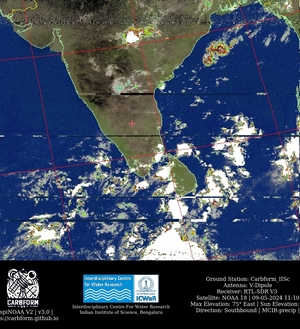 CARBFORM
spiNOAA V2 | v3.0 |
s://carbform.github.io
Interdisciplinary Centre
for Water Research
ICWaR
Interdisciplinary Centre For Water Research
Indian Institute of Science, Bengaluru
Ground Station: Carbform_IISc
Antenna: V-Dipole
Receiver: RTL-SDR V3
Satellite: NOAA 18 | 09-05-2024 11:10
Max Elevation: 75° East | Sun Elevation:
Direction: Southbound | MCIR-precip